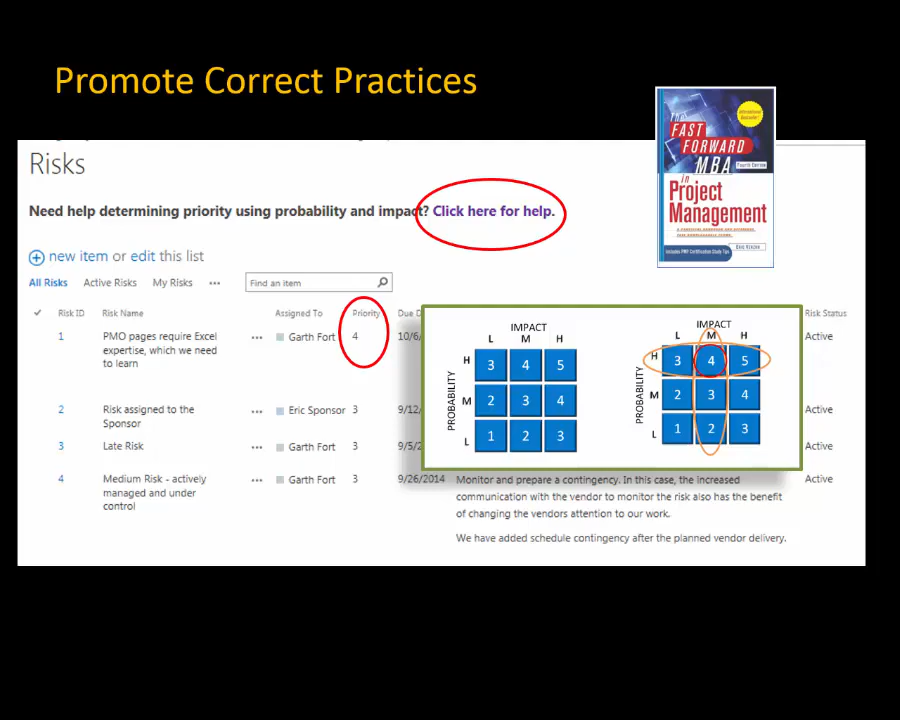 Promote Correct Practices
The
FAST
FORWARD
MBA
Fourth Edition
in
Project
Management
Includes PMP Certification Study Tips
Risks
Need help determining priority using probability and impact? Click here for help.
new item or edit this list
All Risks Active Risks My Risks ••• Find an item
Risk ID Risk Name Assigned To Priority Due D Risk Status
1 PMO pages require Excel ••• Garth Fort 4 10/6/ Active
expertise, which we need
to learn
2 Risk assigned to the ••• Eric Sponsor 3 9/12/ Active
Sponsor
3 Late Risk ••• Garth Fort 3 9/5/2 Active
4 Medium Risk - actively ••• Garth Fort 3 9/26/2014 Monitor and prepare a contingency. In this case, the increased Active
managed and under communication with the vendor to monitor the risk also has the benefit
control of changing the vendors attention to our work.
We have added schedule contingency after the planned vendor delivery.
IMPACT
L M H
PROBABILITY
H 3 4 5
M 2 3 4
L 1 2 3
IMPACT
L M H
PROBABILITY
H 3 4 5
M 2 3 4
L 1 2 3